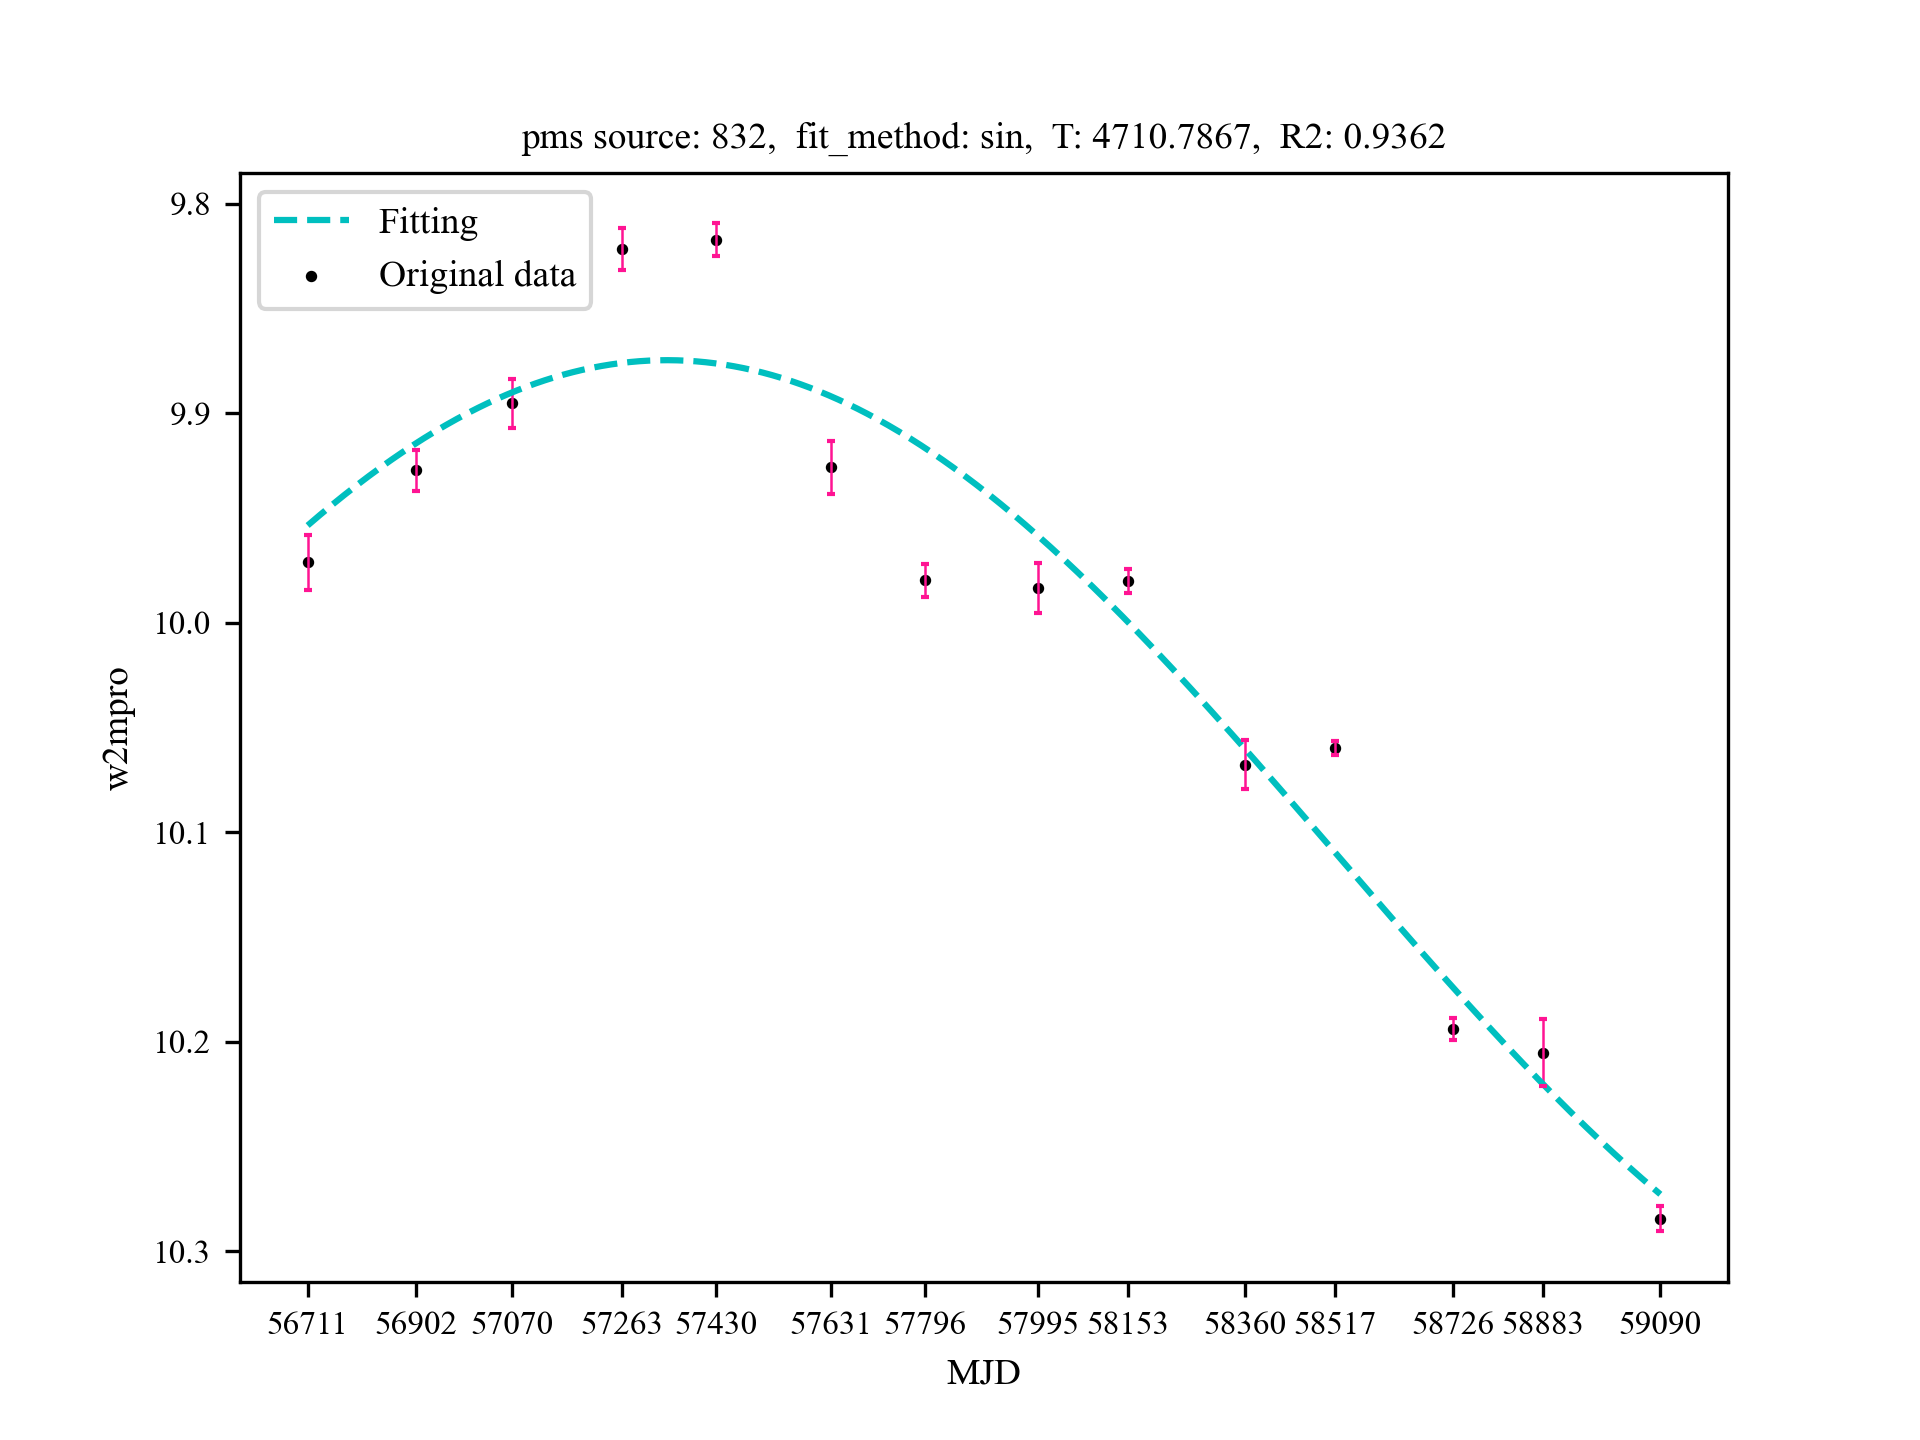 pms source: 832,  fit_method: sin,  T: 4710.7867,  R2: 0.9362
Fitting
Original data
9.8
9.9
10.0
10.1
10.2
10.3
w2mpro
56711 56902 57070 57263 57430 57631 57796 57995 58153 58360 58517 58726 58883 59090
MJD